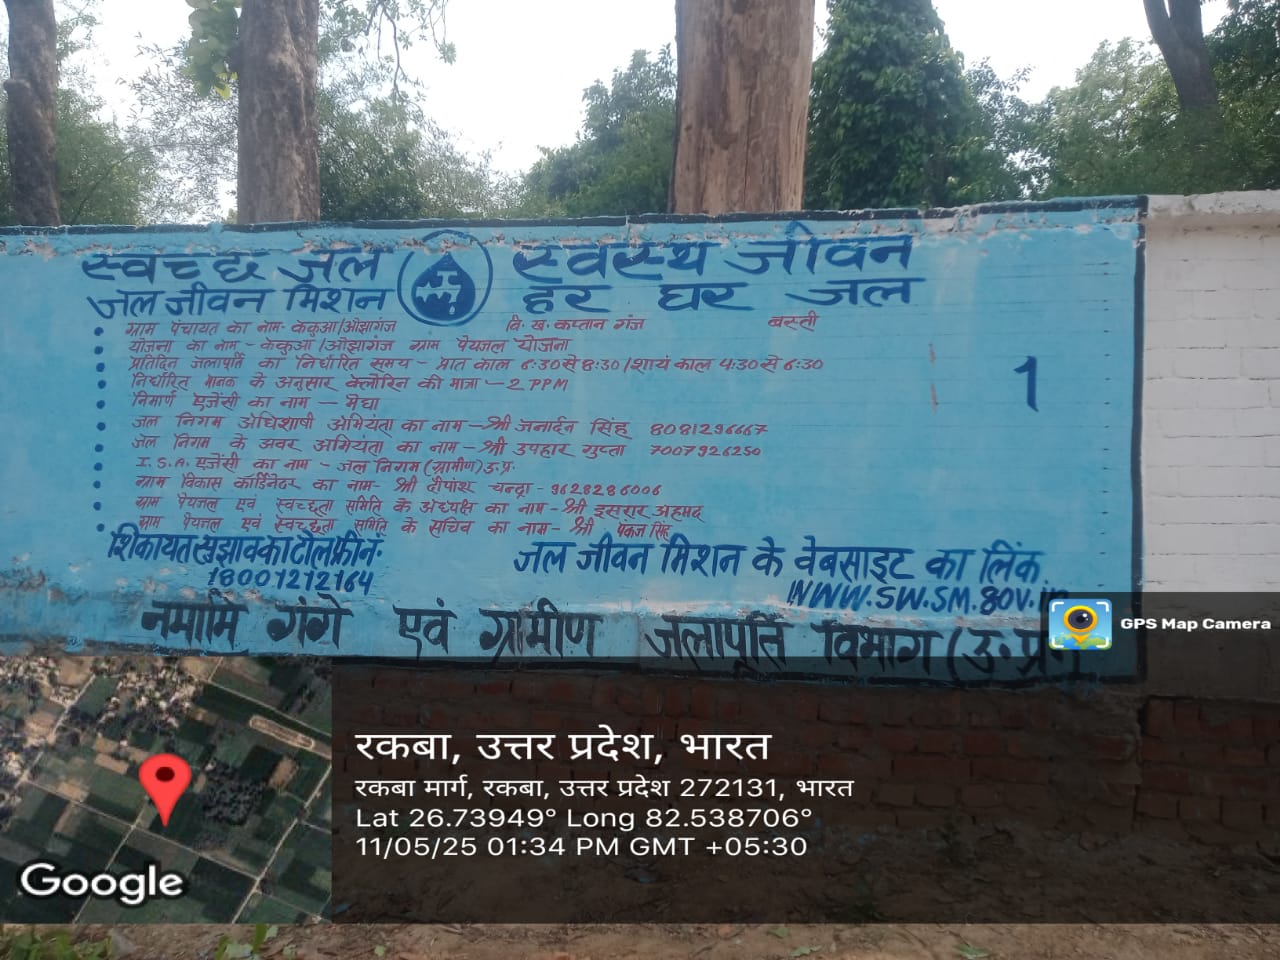 स्वच्छ जल स्वस्थ जीवन
जल जीवन मिशन हर घर जल
ग्राम पंचायत का नाम- केकुआ/ओझागंज वि. ख. कप्तान गंज बस्ती
योजना का नाम - केकुआ/ओझागंज ग्राम पेयजल योजना
प्रतिदिन जलापूर्ति का निर्धारित समय - प्रात काल 6:30 से 8:30/शायं काल 4:30 से 6:30
निर्धारित मानक के अनुसार क्लोरिन की मात्रा - 2 PPM
निमार्ण एजेंसी का नाम - मेघा
1
जल निगम अधिशाषी अभियंता का नाम - श्री जनार्दन सिंह 8081296667
जल निगम के अवर अभियंता का नाम - श्री उपहार गुप्ता 7007926250
I.S.A. एजेंसी का नाम - जल निगम (ग्रामीण) उ.प्र.
ग्राम विकास कॉर्डिनेटर का नाम- श्री दीपांश चन्द्रा - 9628286006
ग्राम पेयजल एवं स्वच्छता समिति के अध्यक्ष का नाम - श्री इसरार अहमद
ग्राम पेयजल एवं स्वच्छता समिति के सचिव का नाम - श्री पंकज सिंह
शिकायत सुझाव का टोल फ्री नं.
18001212164
जल जीवन मिशन के वेबसाइट का लिंक
WWW.SW.SM.GOV.IN
नमामि गंगे एवं ग्रामीण जलापूर्ति विभाग (उ.प्र.)
GPS Map Camera
रकबा, उत्तर प्रदेश, भारत
रकबा मार्ग, रकबा, उत्तर प्रदेश 272131, भारत
Lat 26.73949° Long 82.538706°
11/05/25 01:34 PM GMT +05:30
Google